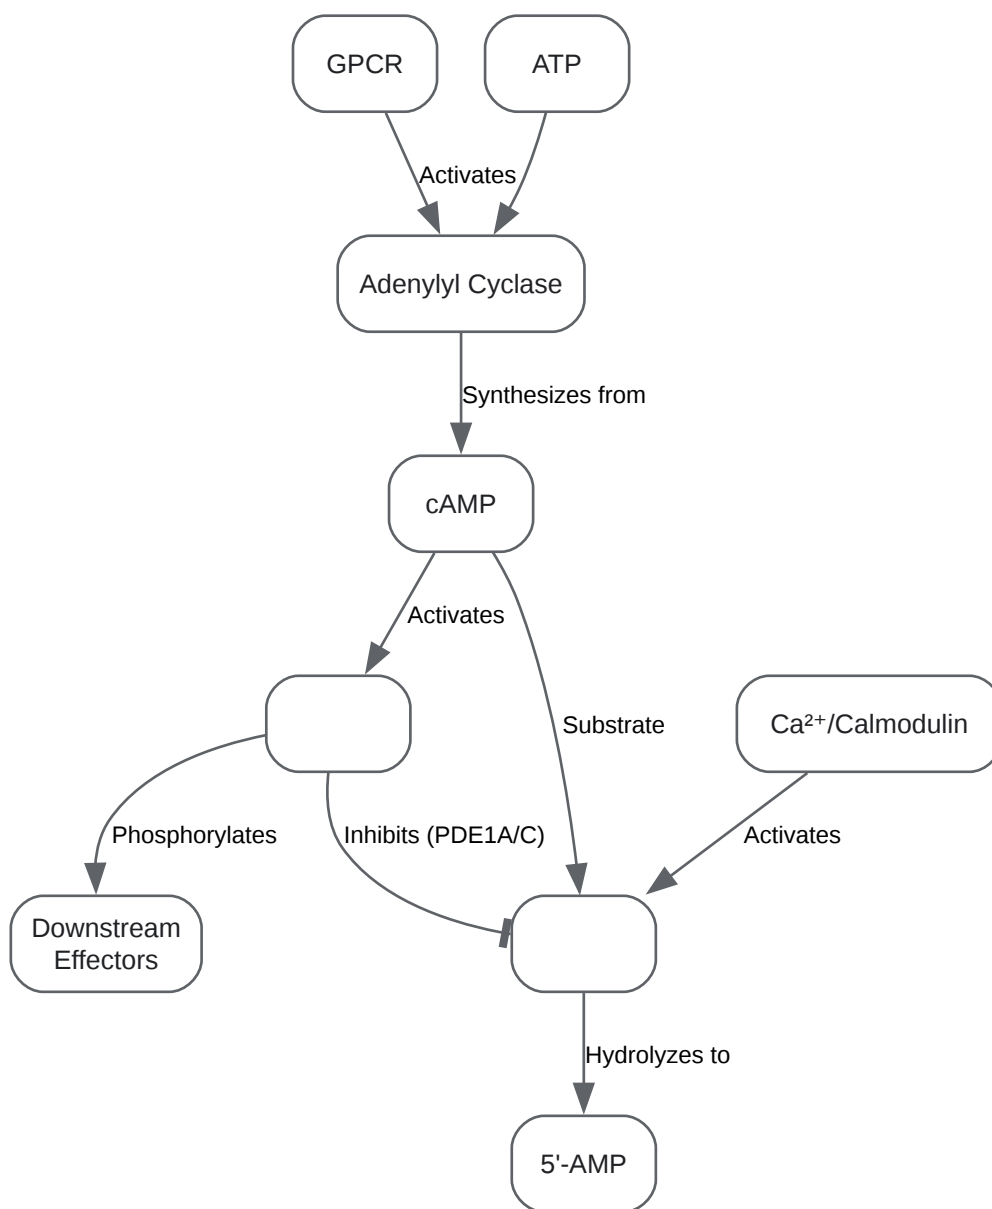 GPCR
ATP
Activates
Adenylyl Cyclase
Synthesizes from
cAMP
Activates
Substrate
Ca²⁺/Calmodulin
Phosphorylates
Inhibits (PDE1A/C)
Activates
Downstream
Effectors
Hydrolyzes to
5'-AMP